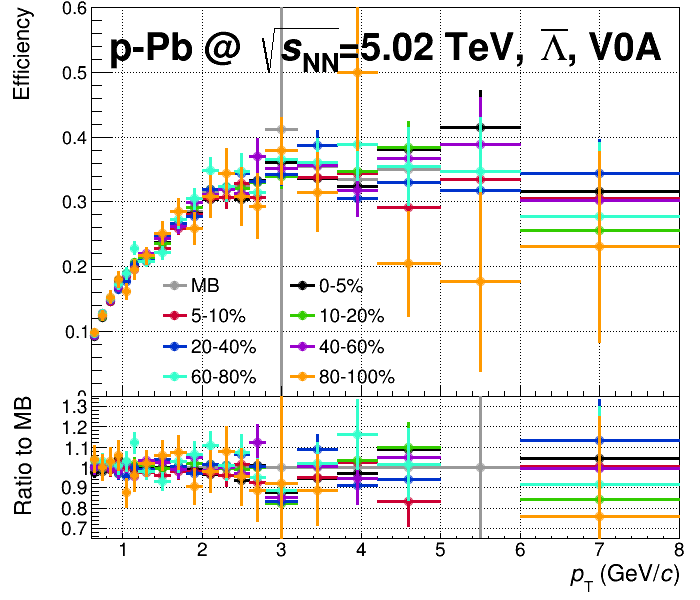 p-Pb @ √s_NN=5.02 TeV, Λ̅, V0A
Efficiency
0.6
0.5
0.4
0.3
0.2
0.1
MB 0-5%
5-10% 10-20%
20-40% 40-60%
60-80% 80-100%
Ratio to MB
1.3
1.2
1.1
1
0.9
0.8
0.7
1 2 3 4 5 6 7 8
p_T (GeV/c)